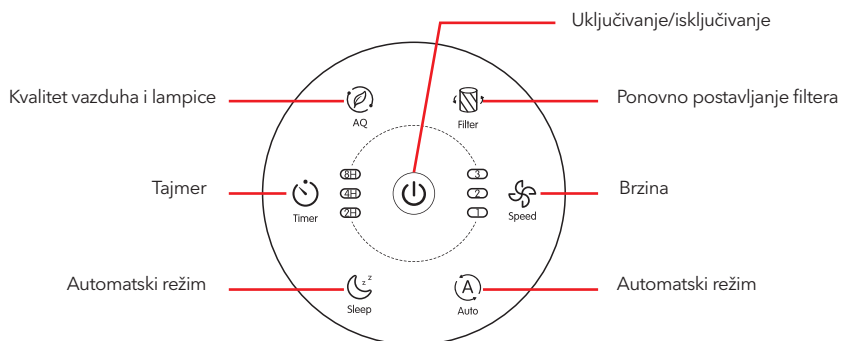 Uključivanje/isključivanje
Kvalitet vazduha i lampice
Ponovno postavljanje filtera
AQ
Filter
Tajmer
8H
4H
2H
Timer
3
2
1
Speed
Brzina
Automatski režim
z z
Sleep
A
Auto
Automatski režim